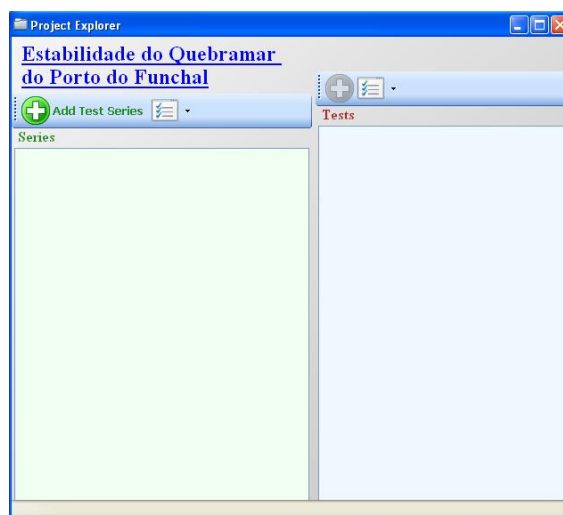 Project Explorer
Estabilidade do Quebramar
do Porto do Funchal
Add Test Series
Series
Tests